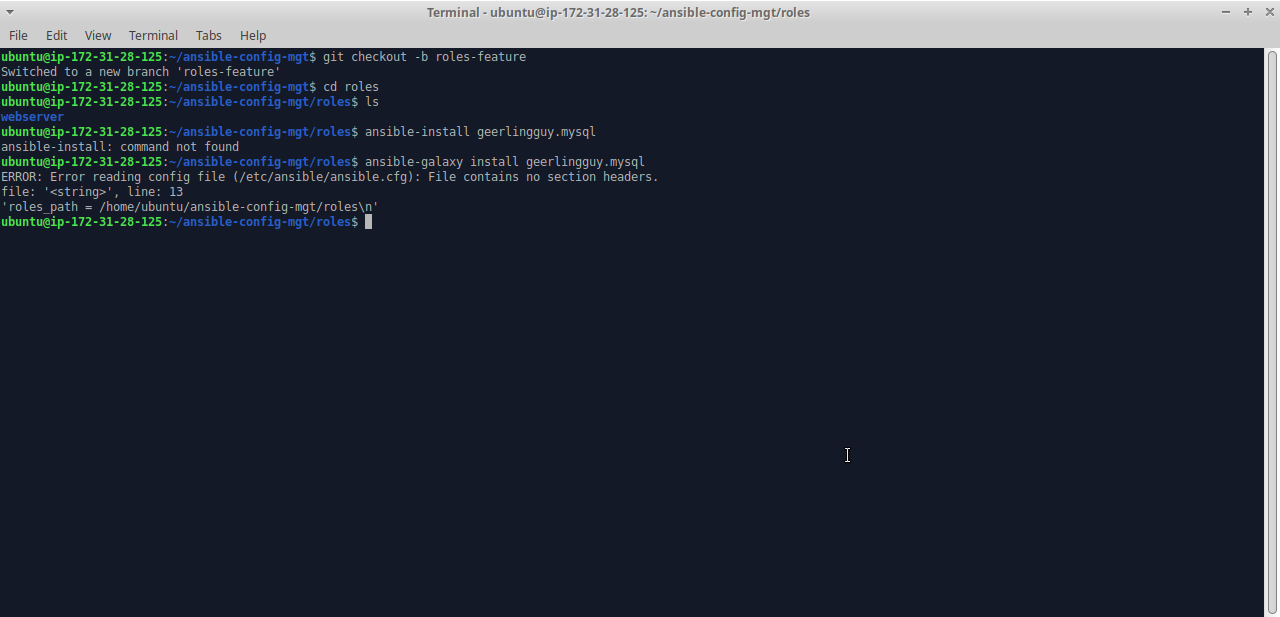 Terminal - ubuntu@ip-172-31-28-125: ~/ansible-config-mgt/roles
File Edit View Terminal Tabs Help
ubuntu@ip-172-31-28-125:~/ansible-config-mgt$ git checkout -b roles-feature
Switched to a new branch 'roles-feature'
ubuntu@ip-172-31-28-125:~/ansible-config-mgt$ cd roles
ubuntu@ip-172-31-28-125:~/ansible-config-mgt/roles$ ls
webserver
ubuntu@ip-172-31-28-125:~/ansible-config-mgt/roles$ ansible-install geerlingguy.mysql
ansible-install: command not found
ubuntu@ip-172-31-28-125:~/ansible-config-mgt/roles$ ansible-galaxy install geerlingguy.mysql
ERROR: Error reading config file (/etc/ansible/ansible.cfg): File contains no section headers.
file: '<string>', line: 13
'roles_path = /home/ubuntu/ansible-config-mgt/roles\n'
ubuntu@ip-172-31-28-125:~/ansible-config-mgt/roles$